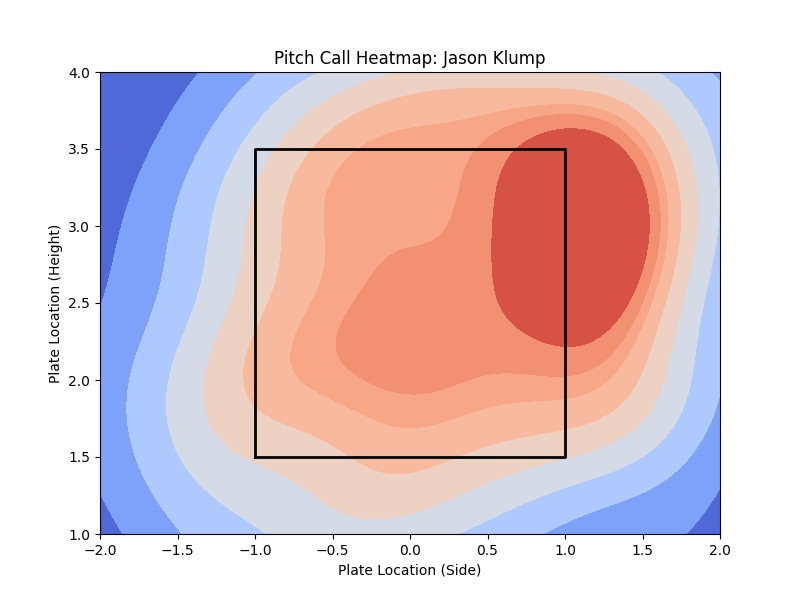 Pitch Call Heatmap: Jason Klump
4.0
3.5
3.0
2.5
2.0
1.5
1.0
Plate Location (Height)
−2.0 −1.5 −1.0 −0.5 0.0 0.5 1.0 1.5 2.0
Plate Location (Side)